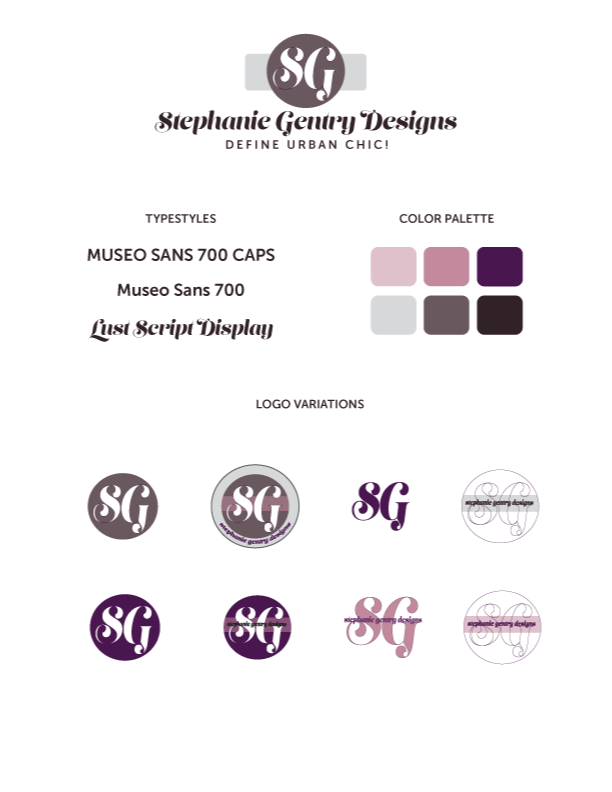 SG
Stephanie Gentry Designs
DEFINE URBAN CHIC!
TYPESTYLES
COLOR PALETTE
MUSEO SANS 700 CAPS
Museo Sans 700
Lust Script Display
LOGO VARIATIONS
SG
SG
stephanie gentry designs
SG
SG
stephanie gentry designs
SG
SG
stephanie gentry designs
SG
stephanie gentry designs
SG
stephanie gentry designs